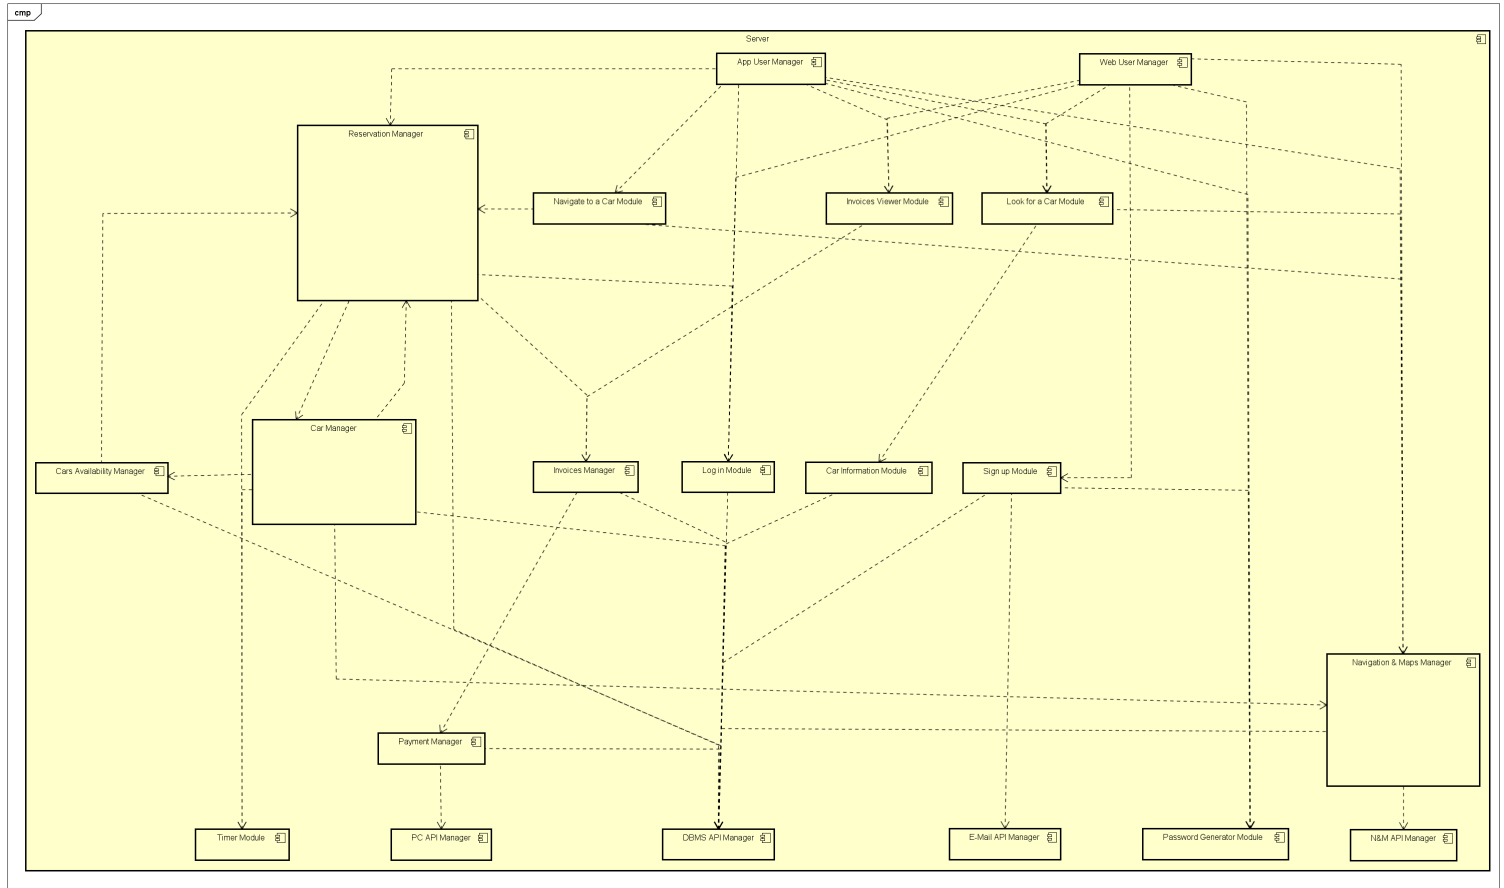 cmp
Server
App User Manager
Web User Manager
Reservation Manager
Navigate to a Car Module
Invoices Viewer Module
Look for a Car Module
Car Manager
Cars Availability Manager
Invoices Manager
Log in Module
Car Information Module
Sign up Module
Navigation & Maps Manager
Payment Manager
Timer Module
PC API Manager
DBMS API Manager
E-Mail API Manager
Password Generator Module
N&M API Manager